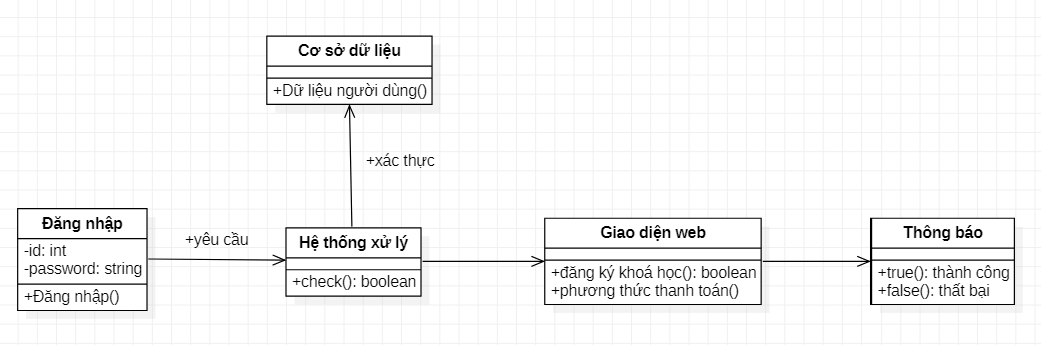 Cơ sở dữ liệu
+Dữ liệu người dùng()
+xác thực
Đăng nhập
-id: int
-password: string
+Đăng nhập()
+yêu cầu
Hệ thống xử lý
+check(): boolean
Giao diện web
+đăng ký khoá học(): boolean
+phương thức thanh toán()
Thông báo
+true(): thành công
+false(): thất bại